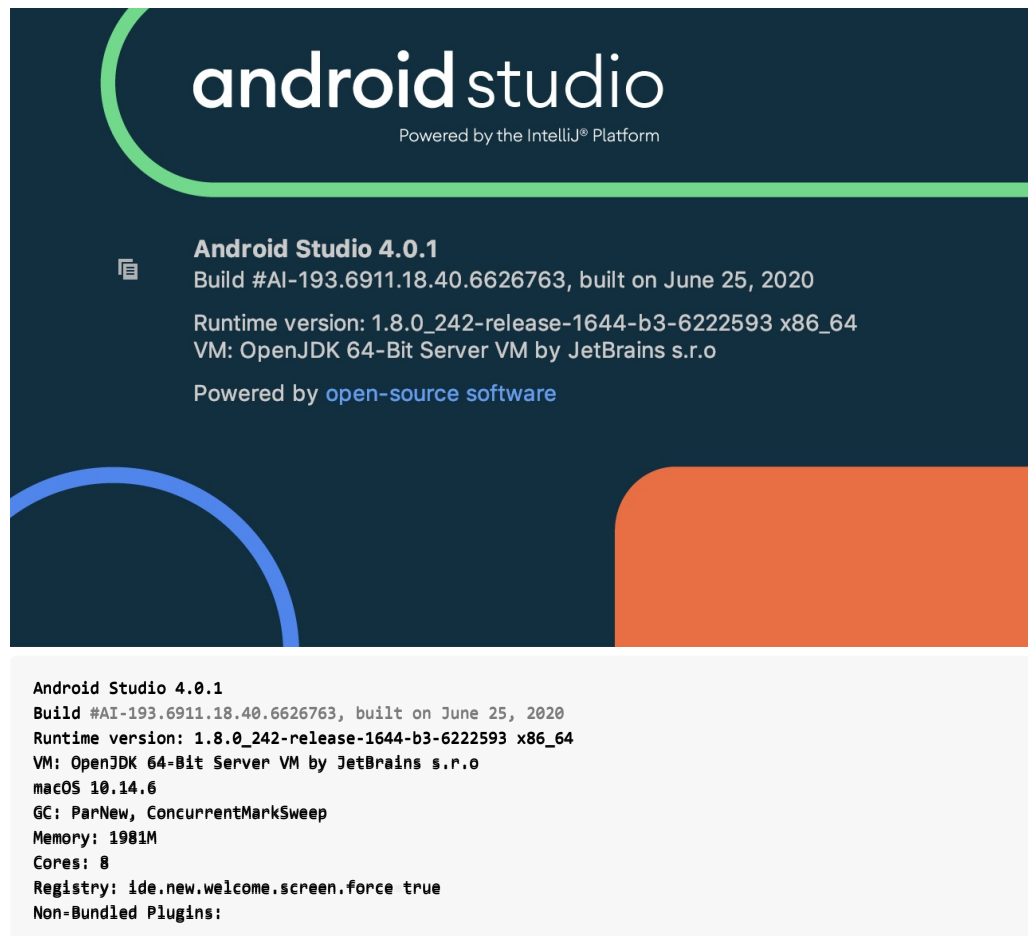 android studio
Powered by the IntelliJ® Platform
Android Studio 4.0.1
Build #AI-193.6911.18.40.6626763, built on June 25, 2020
Runtime version: 1.8.0_242-release-1644-b3-6222593 x86_64
VM: OpenJDK 64-Bit Server VM by JetBrains s.r.o
Powered by open-source software
Android Studio 4.0.1
Build #AI-193.6911.18.40.6626763, built on June 25, 2020
Runtime version: 1.8.0_242-release-1644-b3-6222593 x86_64
VM: OpenJDK 64-Bit Server VM by JetBrains s.r.o
macOS 10.14.6
GC: ParNew, ConcurrentMarkSweep
Memory: 1981M
Cores: 8
Registry: ide.new.welcome.screen.force true
Non-Bundled Plugins: